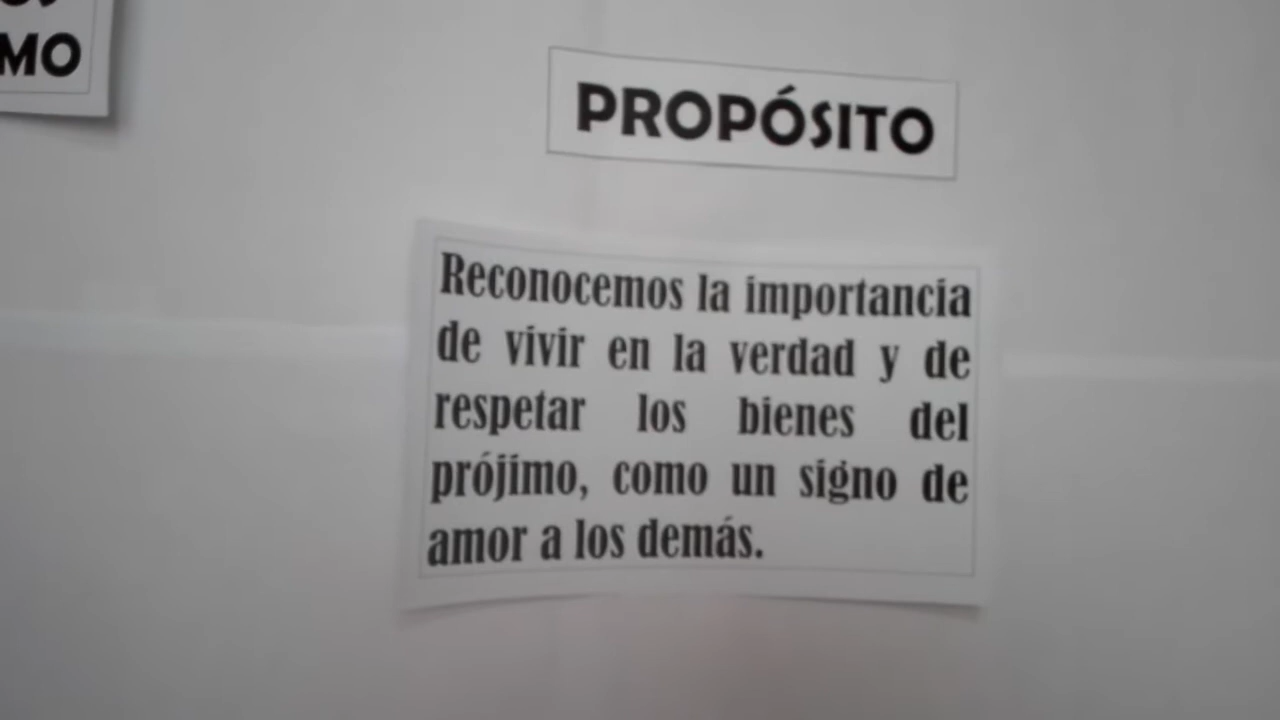 MO
PROPÓSITO
Reconocemos la importancia
de vivir en la verdad y de
respetar los bienes del
prójimo, como un signo de
amor a los demás.